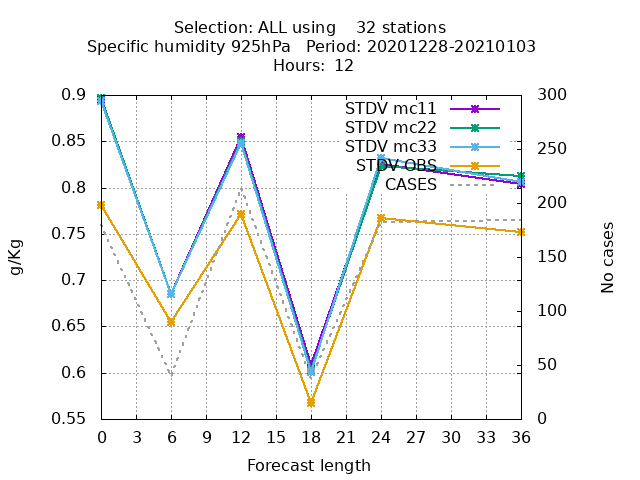 Selection: ALL using    32 stations
Specific humidity 925hPa   Period: 20201228-20210103
Hours:  12
STDV mc11
STDV mc22
STDV mc33
STDV OBS
CASES
0.9
0.85
0.8
0.75
0.7
0.65
0.6
0.55
g/Kg
300
250
200
150
100
50
0
No cases
0 3 6 9 12 15 18 21 24 27 30 33 36
Forecast length